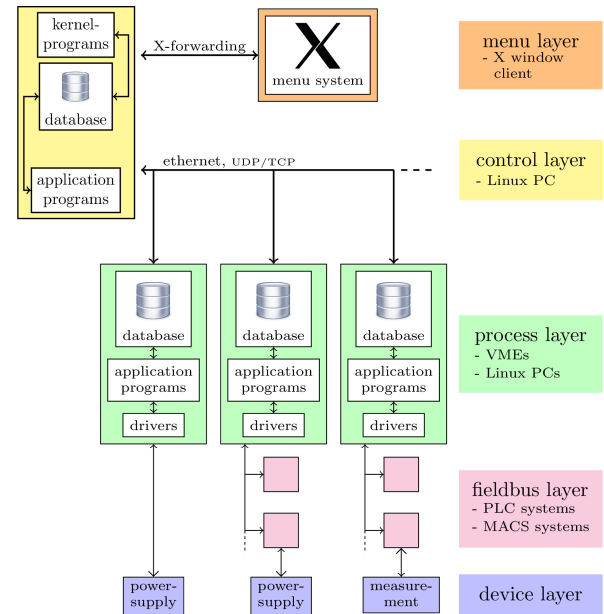 kernel-
programs
database
application
programs
X-forwarding
menu system
menu layer
- X window
client
ethernet, UDP/TCP
control layer
- Linux PC
database
application
programs
drivers
database
application
programs
drivers
database
application
programs
drivers
process layer
- VMEs
- Linux PCs
fieldbus layer
- PLC systems
- MACS systems
power-
supply
power-
supply
measure-
ment
device layer